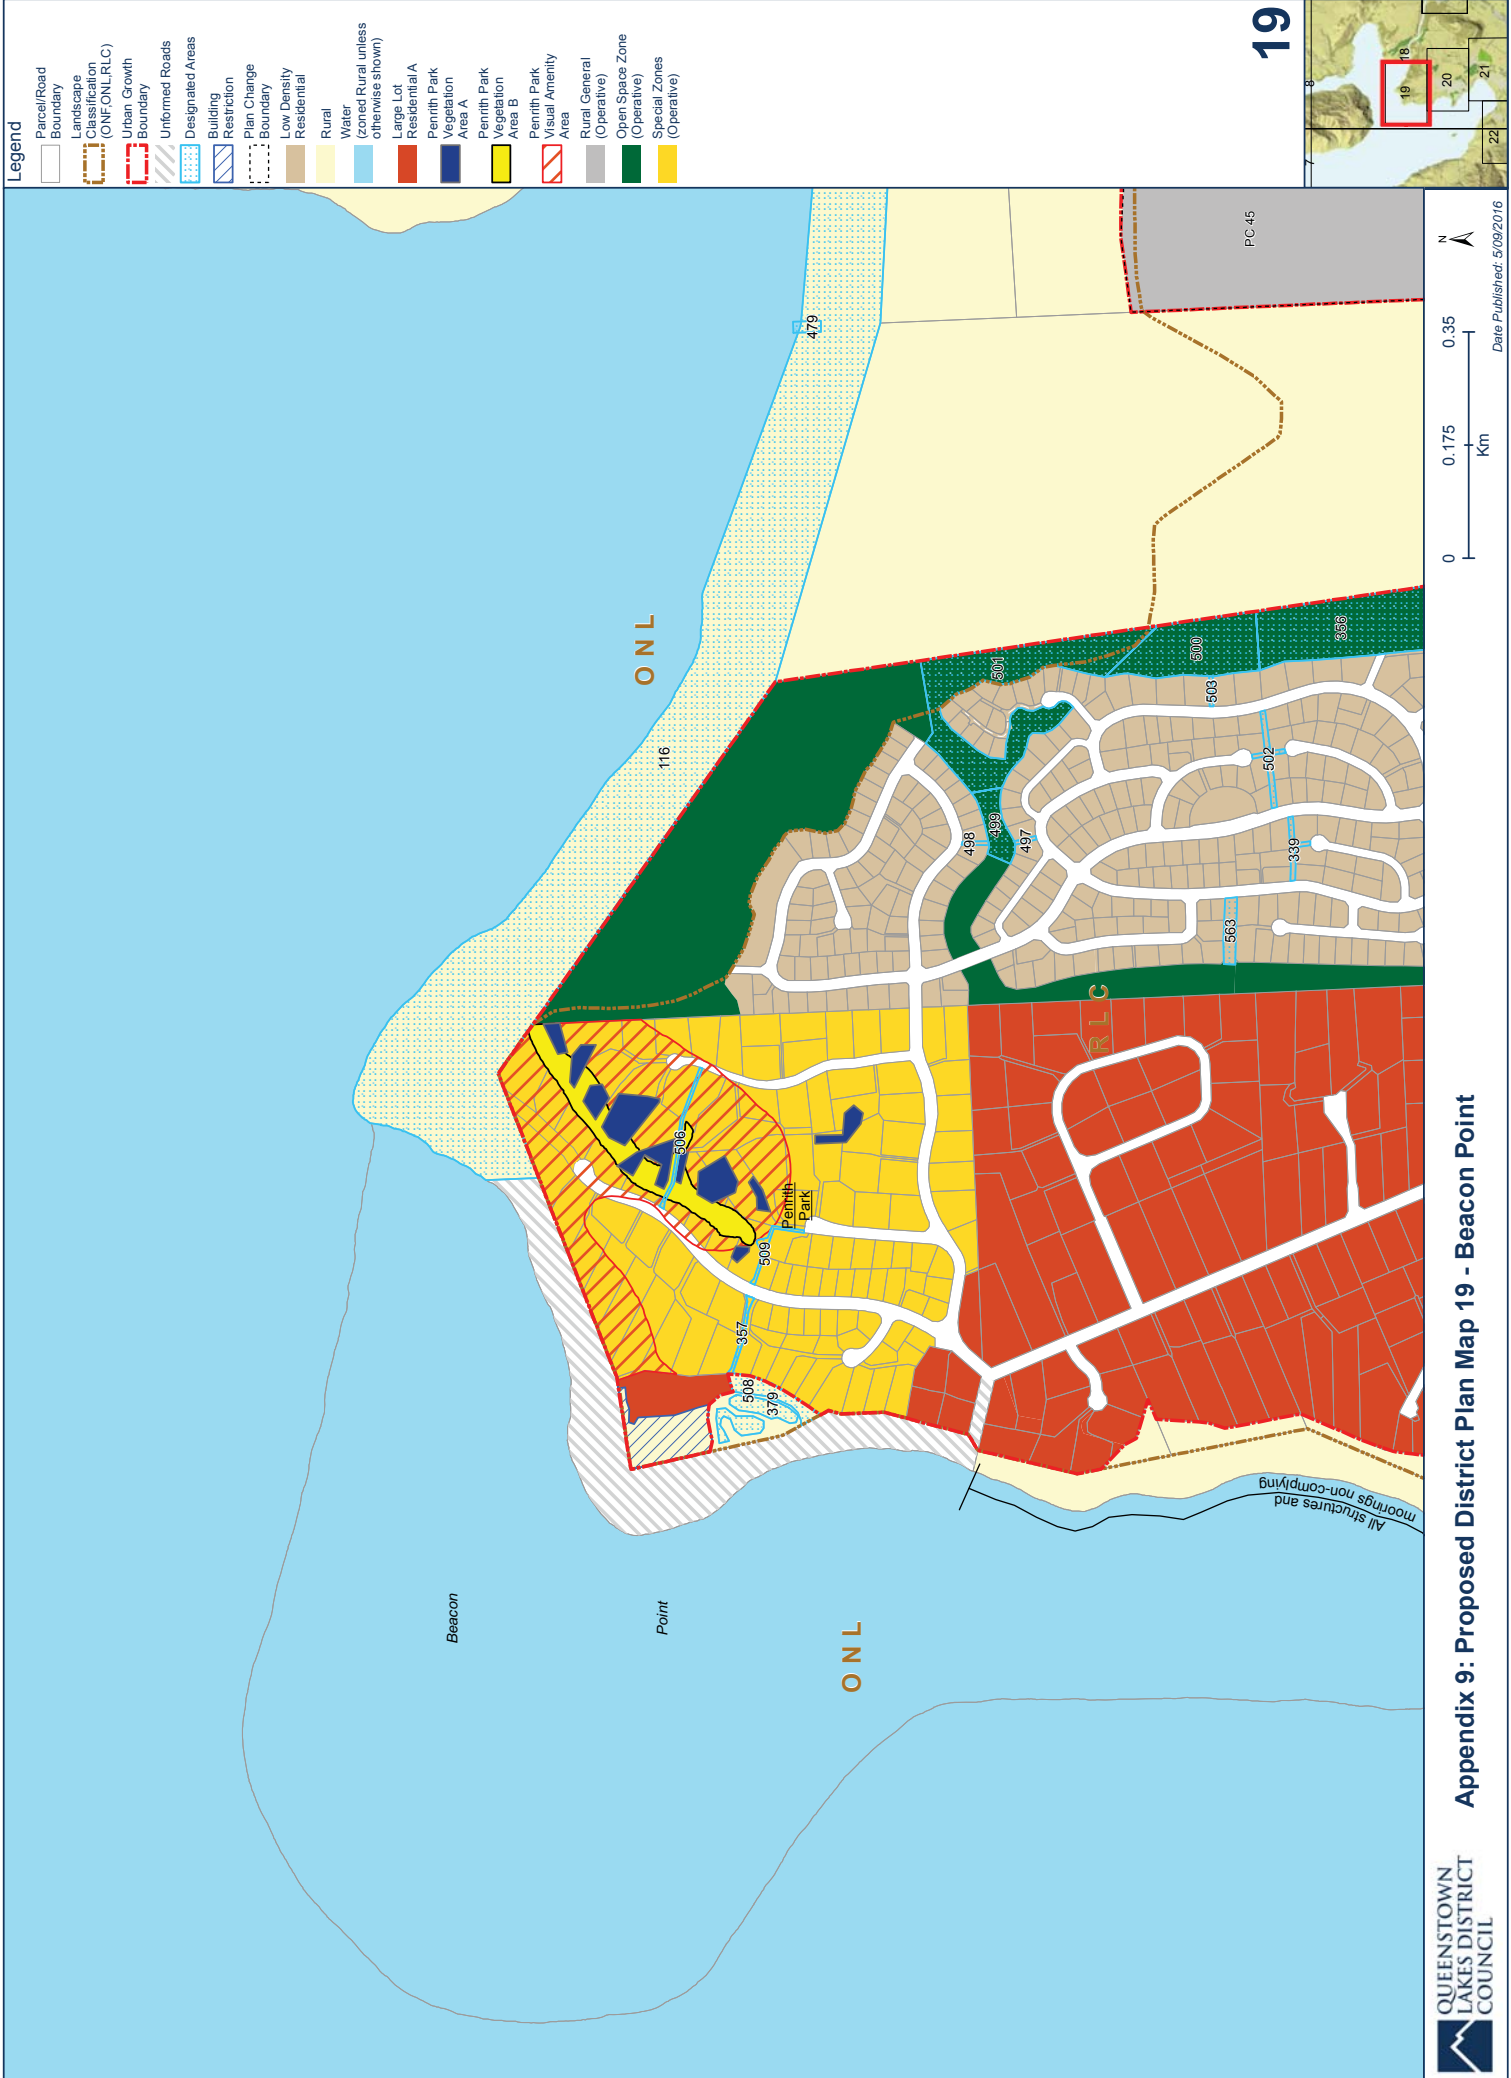 Legend
Parcel/Road
Boundary
Landscape
Classification
(ONF,ONL,RLC)
Urban Growth
Boundary
Unformed Roads
Designated Areas
Building
Restriction
Plan Change
Boundary
Low Density
Residential
Rural
Water
(zoned Rural unless
otherwise shown)
Large Lot
Residential A
Penrith Park
Vegetation
Area A
Penrith Park
Vegetation
Area B
Penrith Park
Visual Amenity
Area
Rural General
(Operative)
Open Space Zone
(Operative)
Special Zones
(Operative)
19
8
7
18
19
20
21
22
Beacon
Point
ONL
ONL
RLC
116
479
PC 45
506
Penrith
Park
509
357
508
379
501
500
356
503
502
498
499
497
339
563
All structures and
moorings non-complying
N
0 0.175 0.35
Km
Date Published: 5/09/2016
QUEENSTOWN
LAKES DISTRICT
COUNCIL
Appendix 9: Proposed District Plan Map 19 - Beacon Point